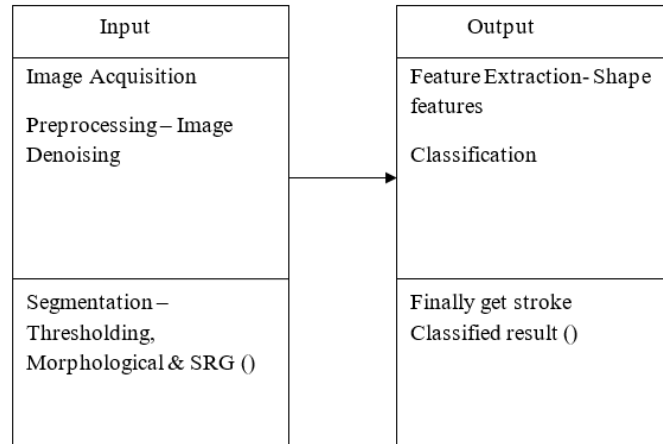 Input
Image Acquisition
Preprocessing – Image
Denoising
Segmentation –
Thresholding,
Morphological & SRG ()
Output
Feature Extraction- Shape
features
Classification
Finally get stroke
Classified result ()